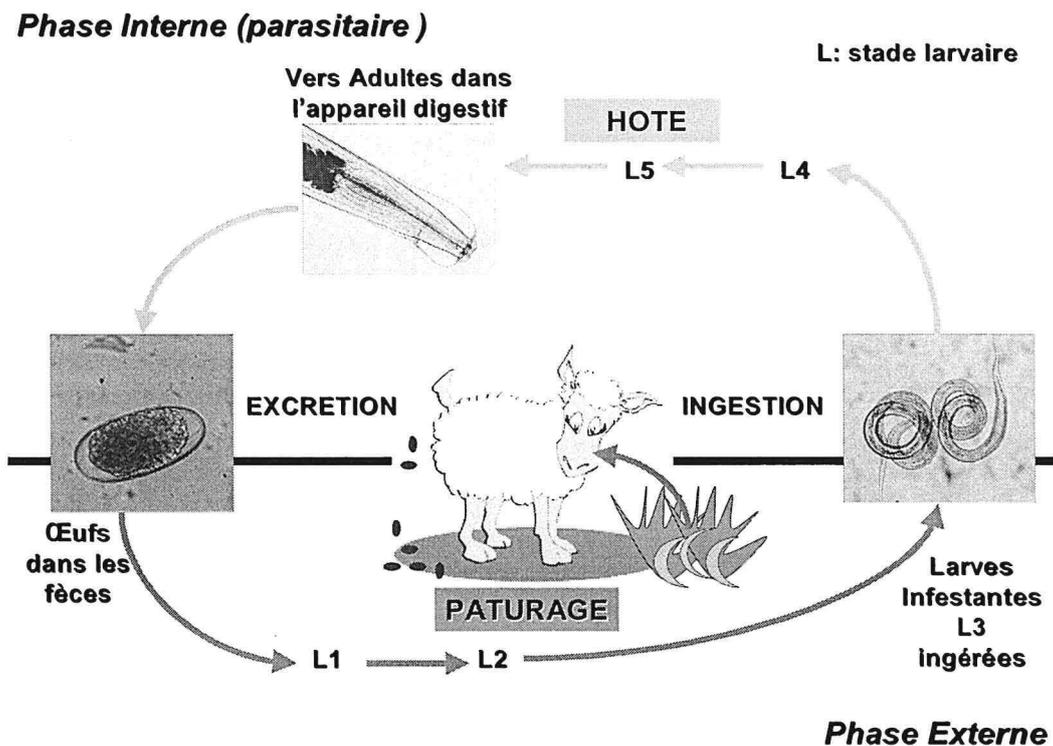 Phase Interne (parasitaire )
L: stade larvaire
Vers Adultes dans
l'appareil digestif
HOTE
L5
L4
EXCRETION
INGESTION
Œufs
dans les
fèces
PATURAGE
L1
L2
Larves
Infestantes
L3
ingérées
Phase Externe